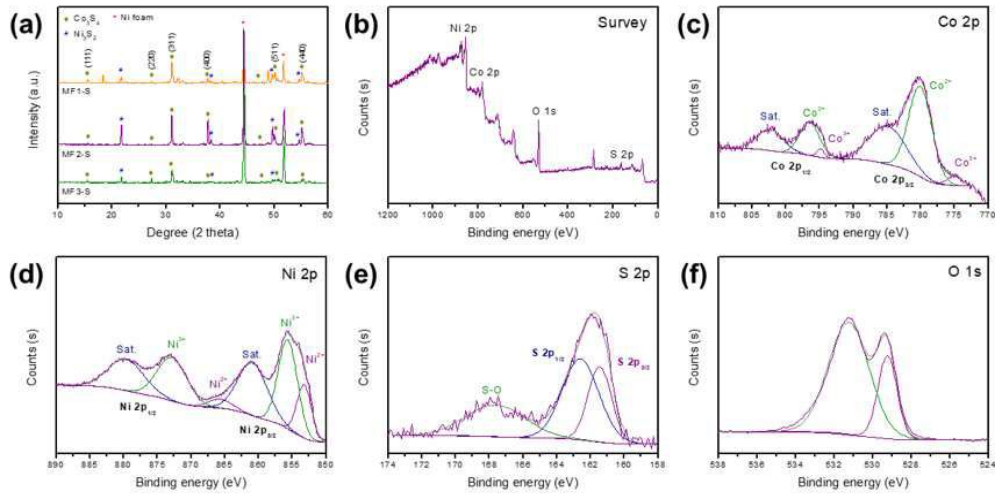 (a)
Co3S4
Ni foam
Ni3S2
(111)
(220)
(311)
(400)
(511)
(440)
MF1-S
MF2-S
MF3-S
Intensity (a.u.)
10 20 30 40 50 60
Degree (2 theta)
(b)
Survey
Ni 2p
Co 2p
O 1s
S 2p
Counts (s)
1200 1000 800 600 400 200 0
Binding energy (eV)
(c)
Co 2p
Sat.
Co2+
Co3+
Sat.
Co2+
Co3+
Co 2p1/2
Co 2p3/2
Counts (s)
810 805 800 795 790 785 780 775 770
Binding energy (eV)
(d)
Ni 2p
Sat.
Sat.
Ni 2p1/2
Ni 2p3/2
Counts (s)
890 885 880 875 870 865 860 855 850
Binding energy (eV)
(e)
S 2p
S-O
S 2p1/2
S 2p3/2
Counts (s)
174 172 170 168 166 164 162 160 158
Binding energy (eV)
(f)
O 1s
Counts (s)
538 536 534 532 530 528 526 524
Binding energy (eV)